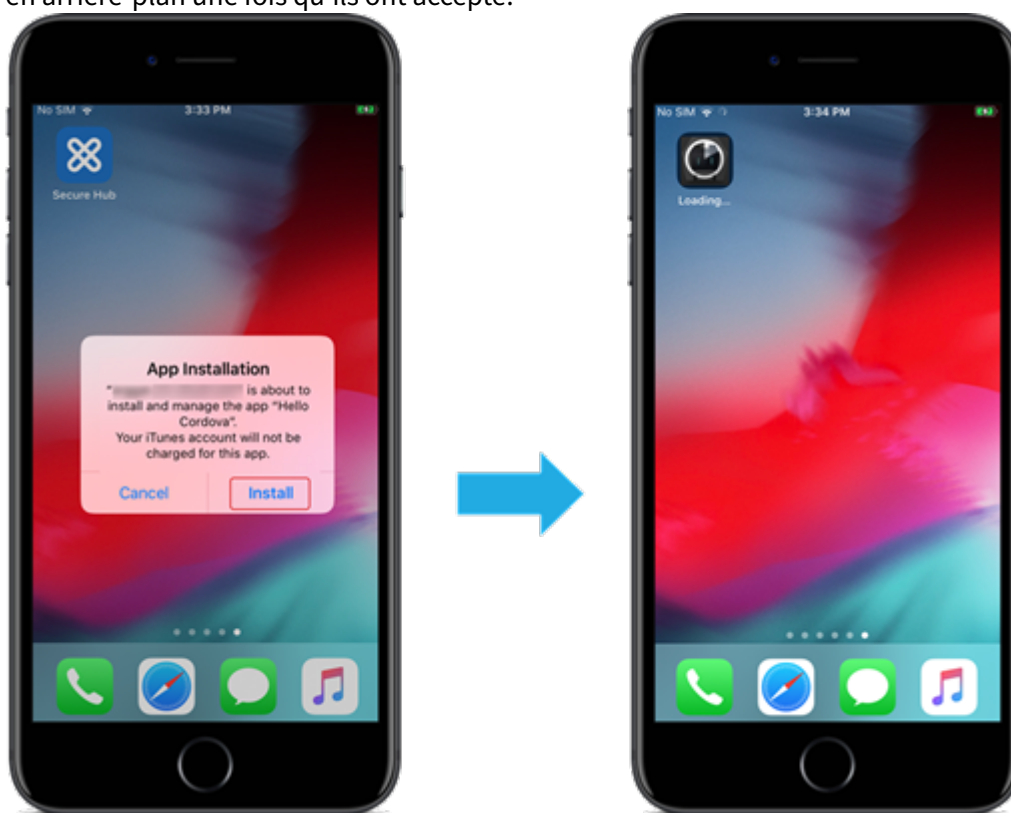 en arrière-plan une fois qu'ils ont accepté.
No SIM 3:33 PM
Secure Hub
App Installation
" is about to
install and manage the app "Hello
Cordova".
Your iTunes account will not be
charged for this app.
Cancel Install
No SIM 3:34 PM
Loading...